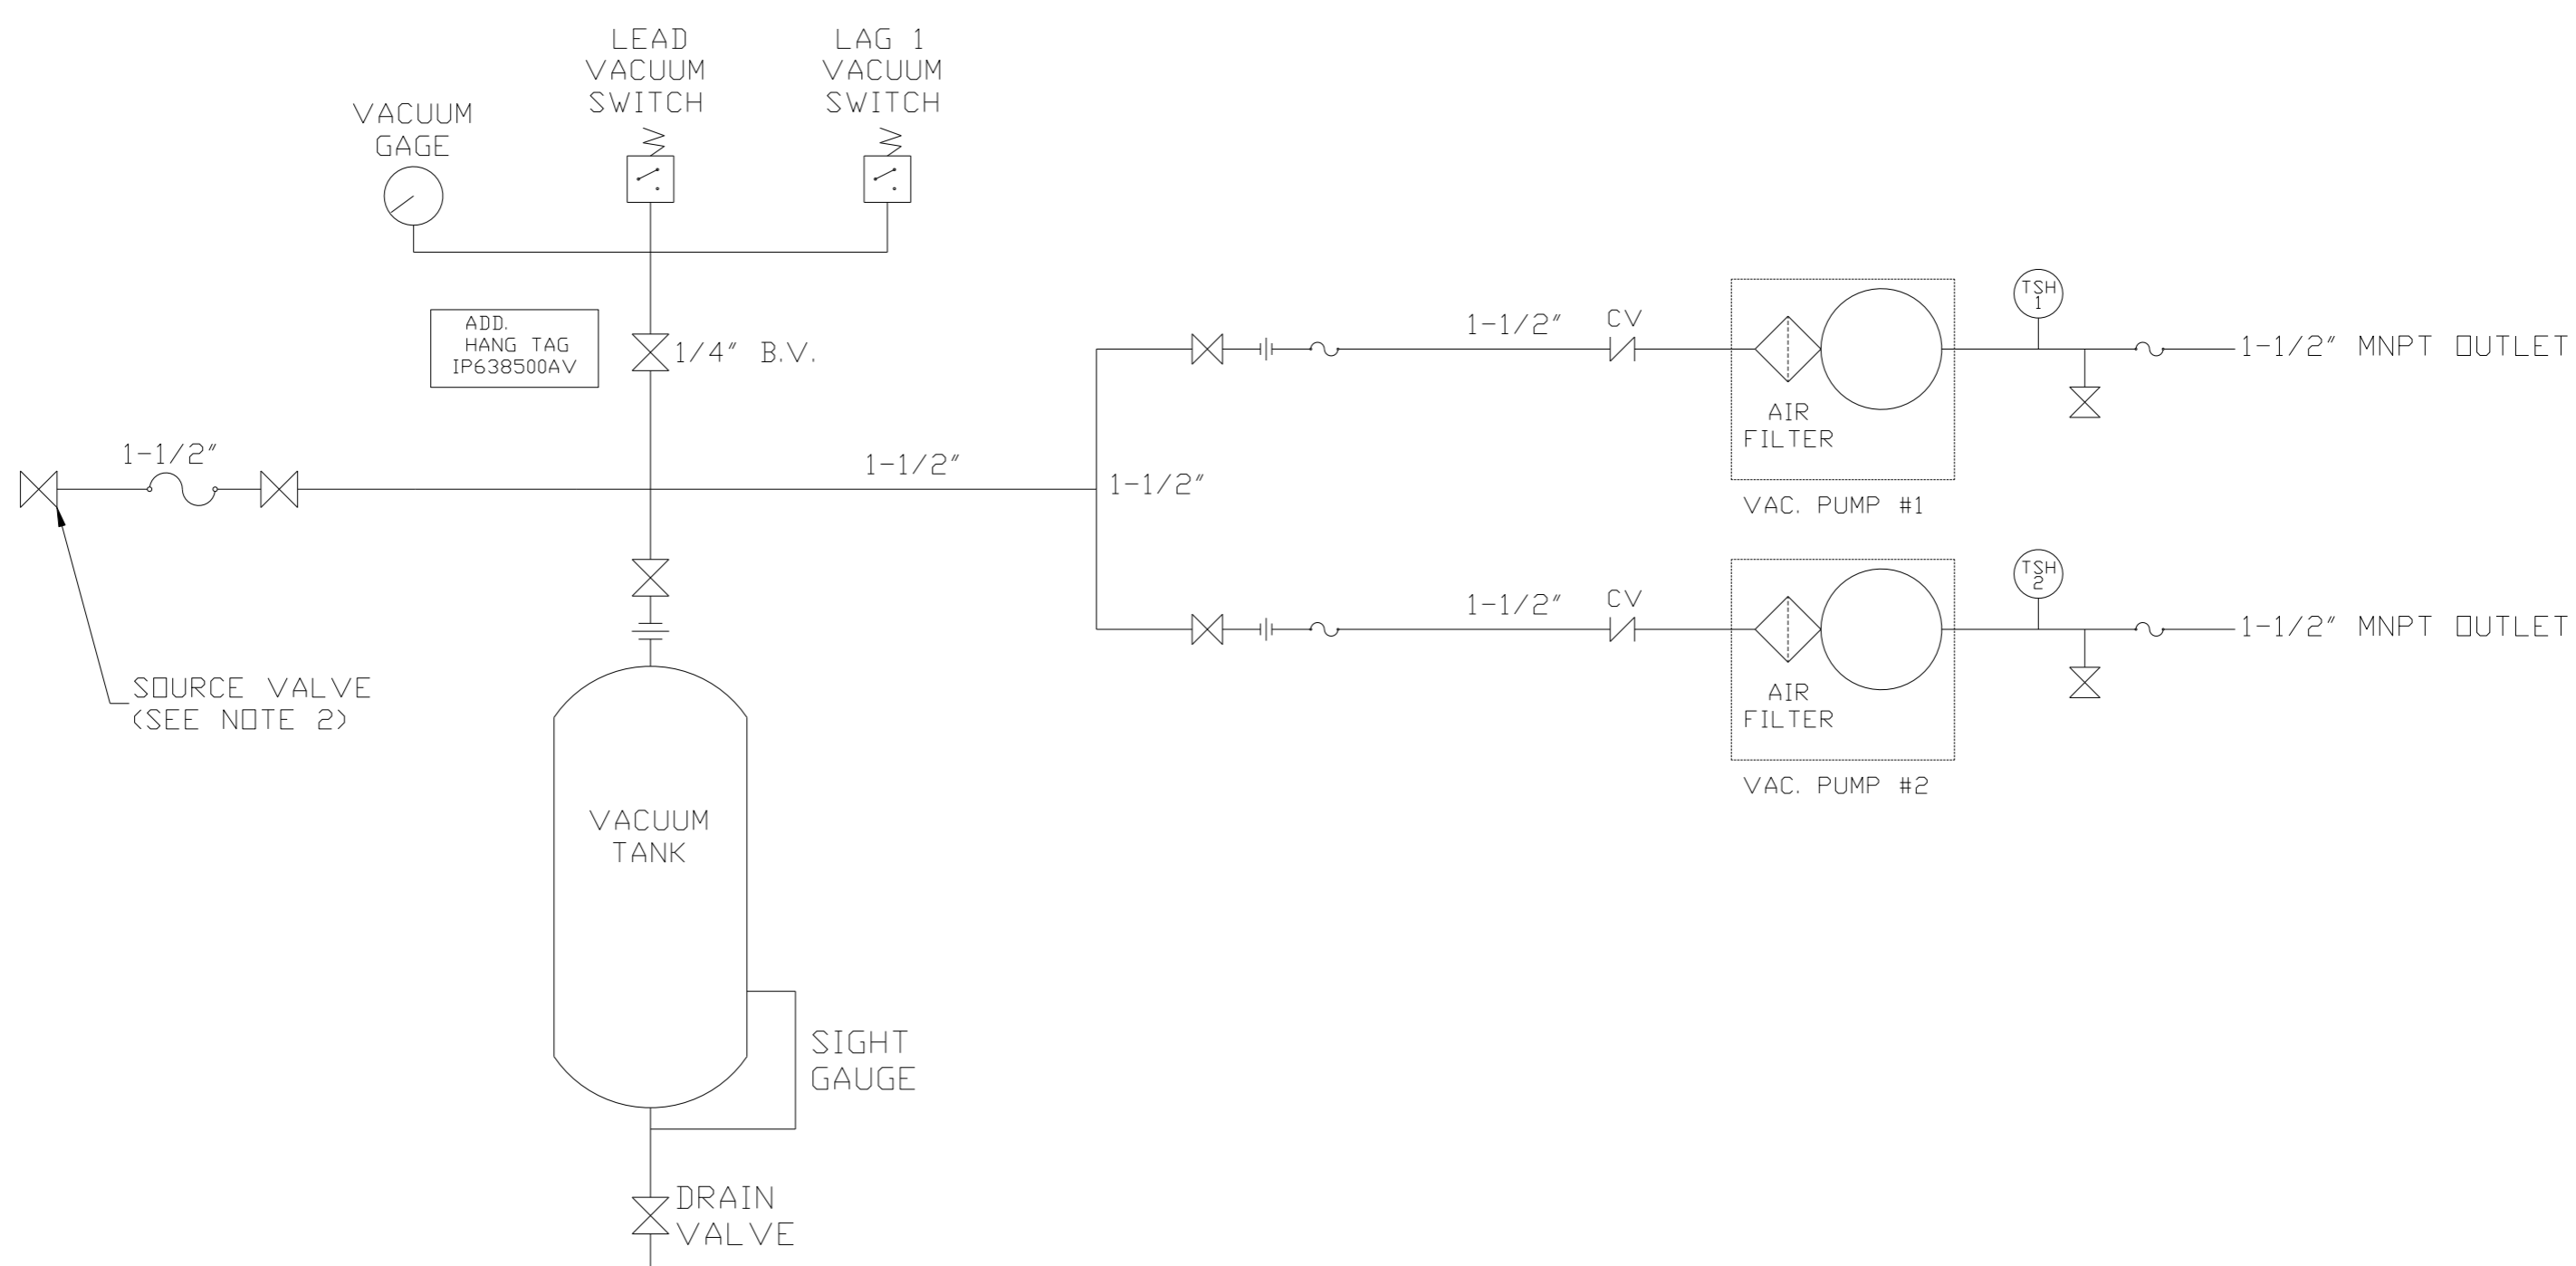 LEAD
VACUUM
SWITCH
LAG 1
VACUUM
SWITCH
VACUUM
GAGE
ADD.
HANG TAG
IP638500AV
1/4" B.V.
1-1/2"
1-1/2"
1-1/2"
SOURCE VALVE
(SEE NOTE 2)
1-1/2"
CV
AIR
FILTER
VAC. PUMP #1
TSH
1
1-1/2" MNPT OUTLET
1-1/2"
CV
AIR
FILTER
VAC. PUMP #2
TSH
2
1-1/2" MNPT OUTLET
VACUUM
TANK
SIGHT
GAUGE
DRAIN
VALVE